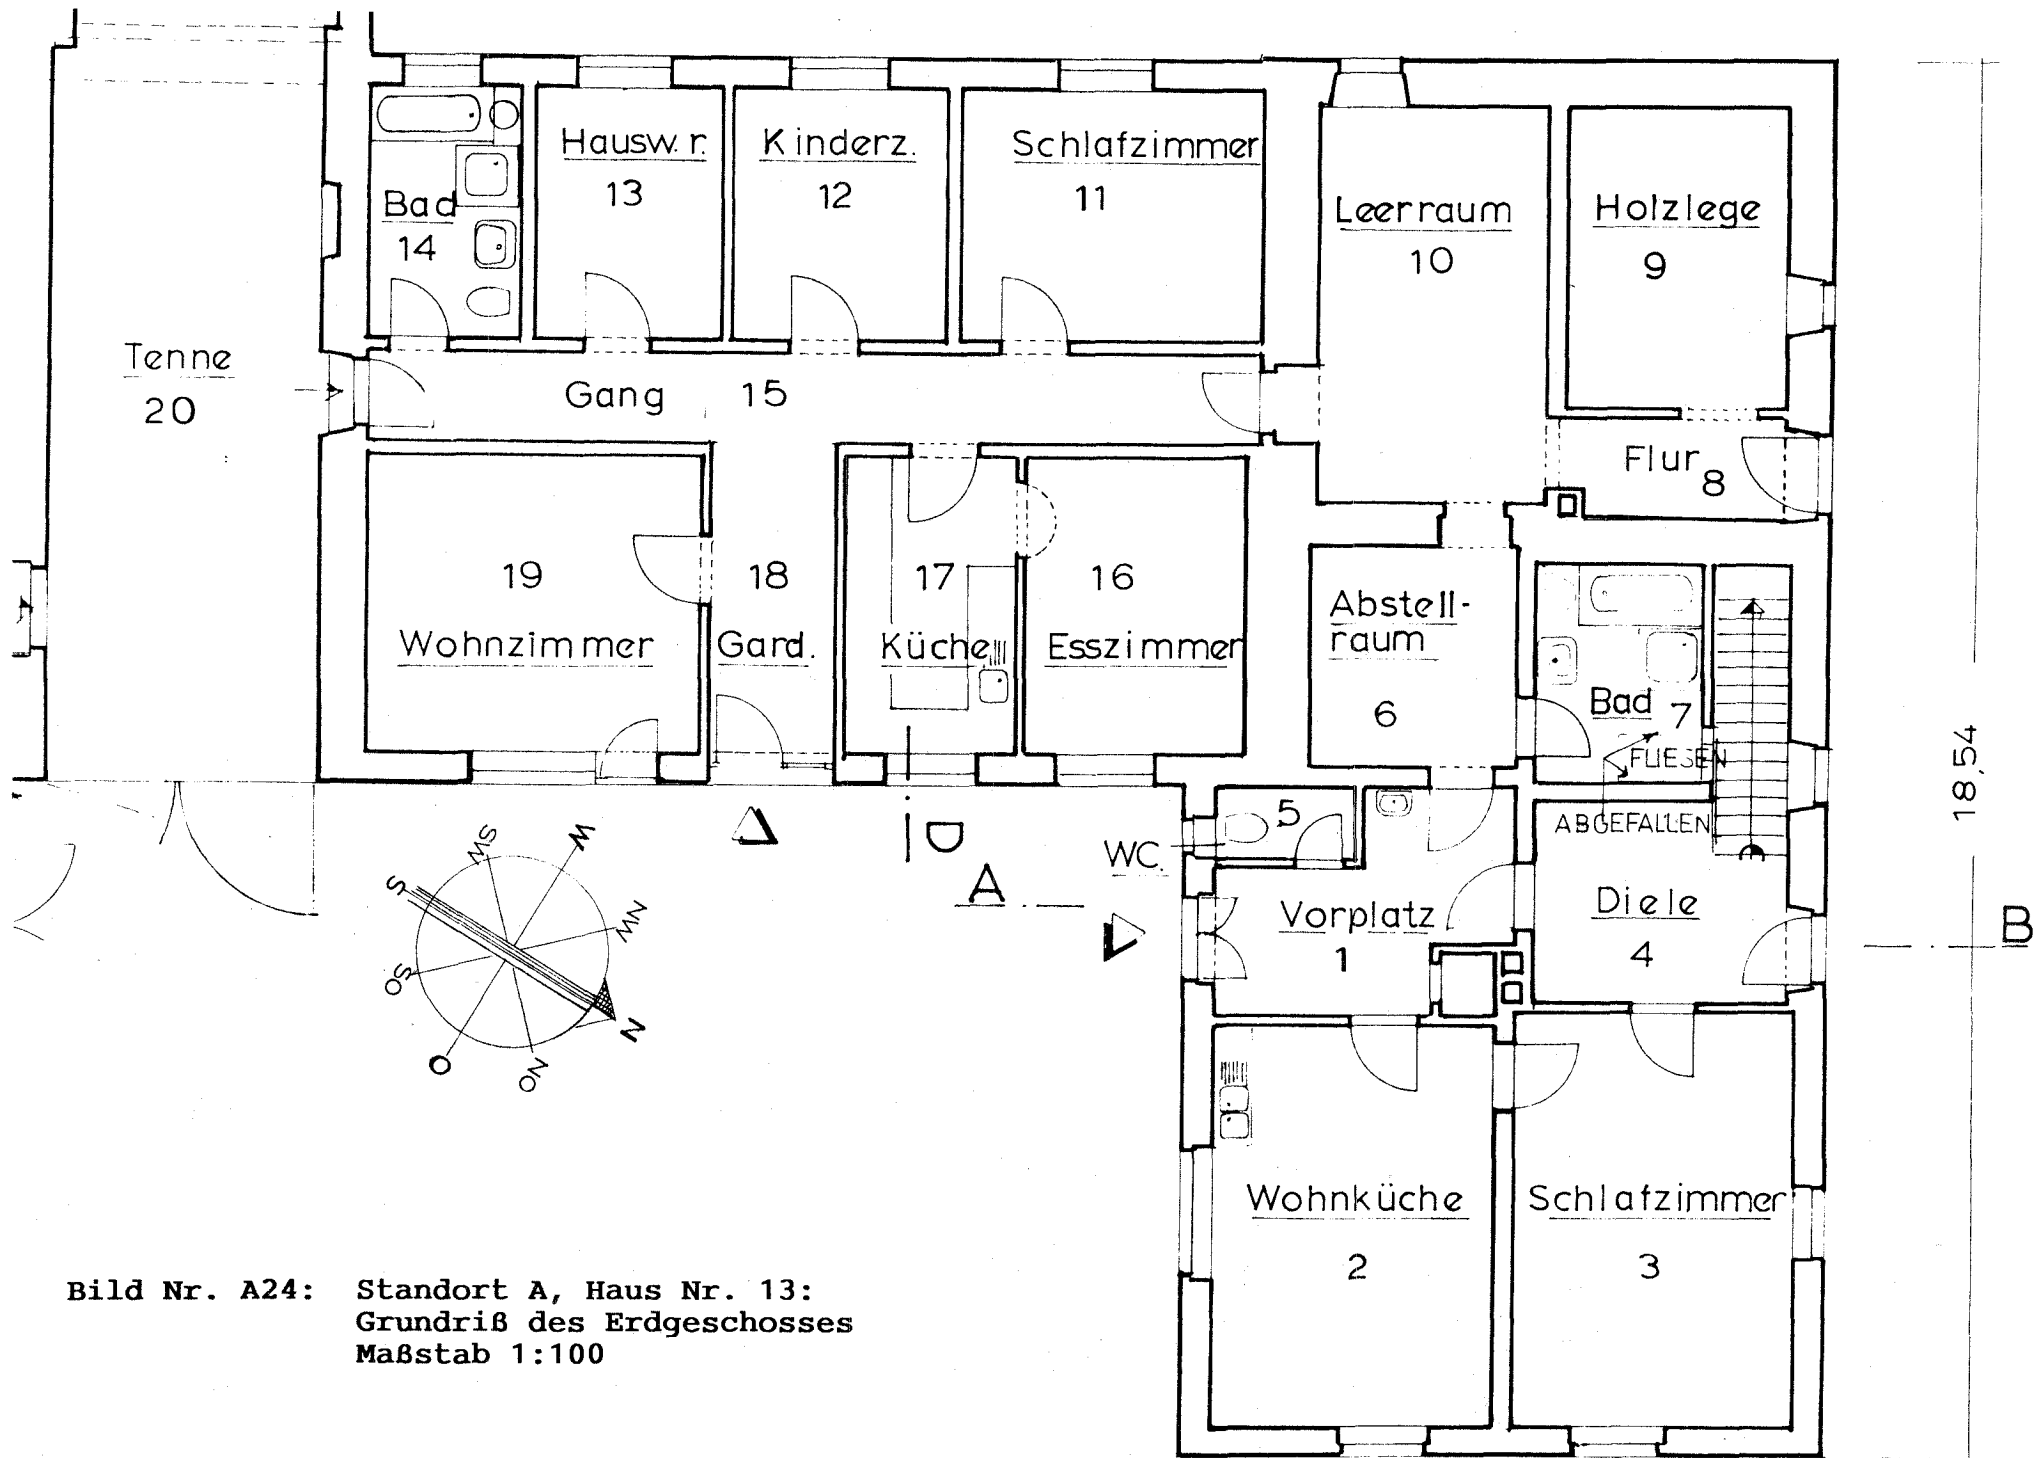 Hausw. r.
13
Kinderz.
12
Schlafzimmer
11
Bad
14
Leerraum
10
Holzlege
9
Tenne
20
Gang 15
Flur
8
19
Wohnzimmer
18
Gard.
17
Küche
16
Esszimmer
Abstell-
raum
6
Bad 7
FLIESEN
ABGEFALLEN
18,54
5
WC.
D
A
B
Vorplatz
1
Diele
4
S
SW
W
NW
N
NO
O
SO
Wohnküche
2
Schlafzimmer
3
Bild Nr. A24: Standort A, Haus Nr. 13:
Grundriß des Erdgeschosses
Maßstab 1:100